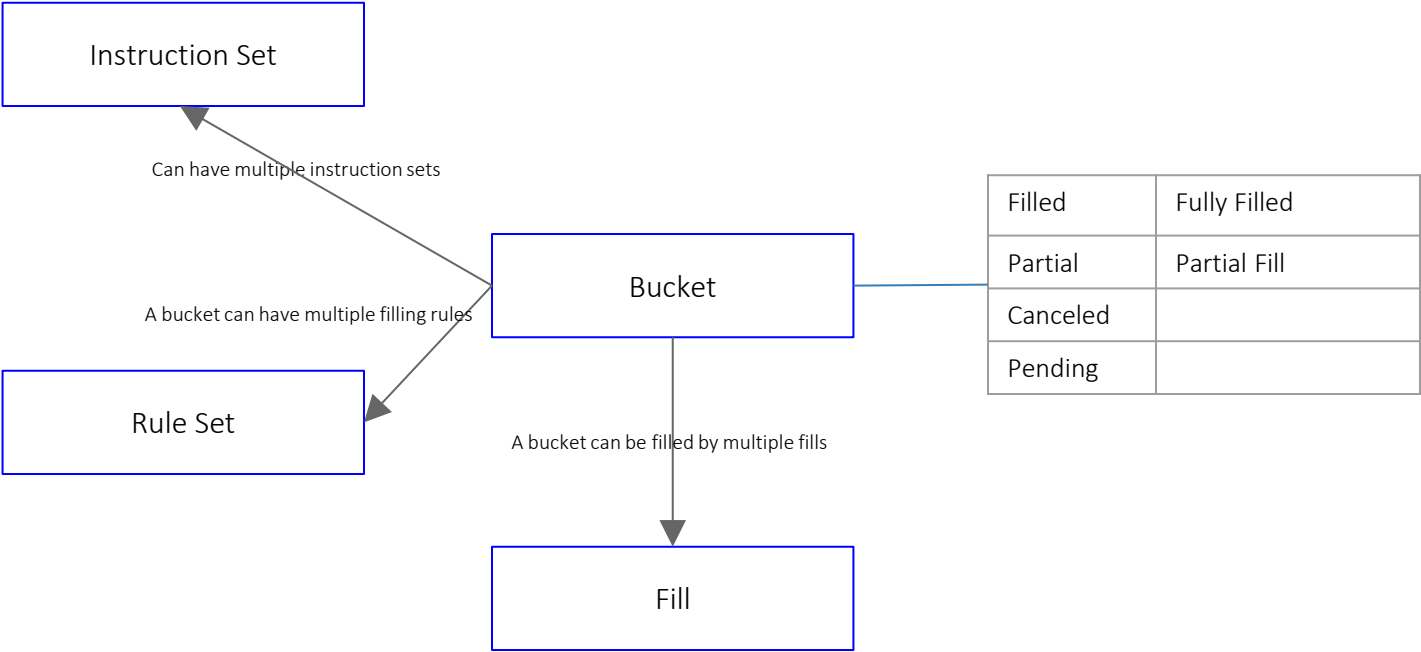 Instruction Set
Can have multiple instruction sets
Filled Fully Filled
Partial Partial Fill
Canceled
Pending
Bucket
A bucket can have multiple filling rules
Rule Set
A bucket can be filled by multiple fills
Fill